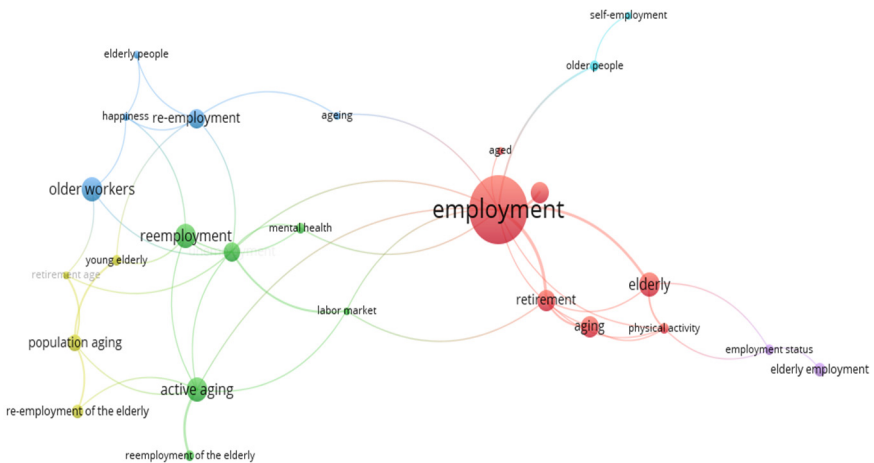 self-employment
elderly people
older people
happiness
re-employment
ageing
aged
older workers
employment
reemployment
mental health
young elderly
retirement age
elderly
retirement
labor market
aging
physical activity
population aging
employment status
elderly employment
active aging
re-employment of the elderly
reemployment of the elderly